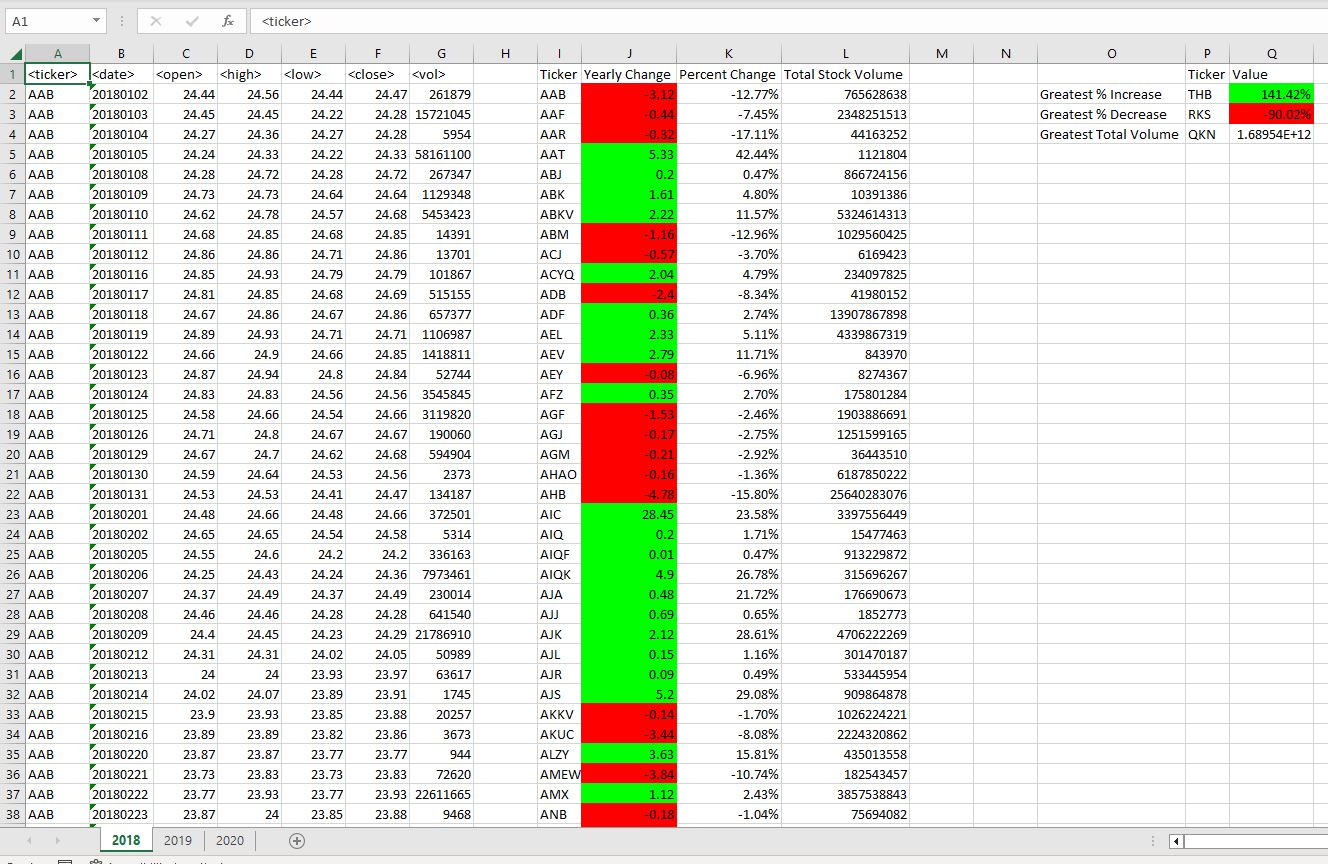 A1 fx <ticker>
A B C D E F G H I J K L M N O P Q
1 <ticker> <date> <open> <high> <low> <close> <vol> Ticker Yearly Change Percent Change Total Stock Volume Ticker Value
2 AAB 20180102 24.44 24.56 24.44 24.47 261879 AAB -3.12 -12.77% 765628638 Greatest % Increase THB 141.42%
3 AAB 20180103 24.45 24.45 24.22 24.28 15721045 AAF -0.44 -7.45% 2348251513 Greatest % Decrease RKS -90.02%
4 AAB 20180104 24.27 24.36 24.27 24.28 5954 AAR -0.32 -17.11% 44163252 Greatest Total Volume QKN 1.68954E+12
5 AAB 20180105 24.24 24.33 24.22 24.33 58161100 AAT 5.33 42.44% 1121804
6 AAB 20180108 24.28 24.72 24.28 24.72 267347 ABJ 0.2 0.47% 866724156
7 AAB 20180109 24.73 24.73 24.64 24.64 1129348 ABK 1.61 4.80% 10391386
8 AAB 20180110 24.62 24.78 24.57 24.68 5453423 ABKV 2.22 11.57% 5324614313
9 AAB 20180111 24.68 24.85 24.68 24.85 14391 ABM -1.16 -12.96% 1029560425
10 AAB 20180112 24.86 24.86 24.71 24.86 13701 ACJ -0.57 -3.70% 6169423
11 AAB 20180116 24.85 24.93 24.79 24.79 101867 ACYQ 2.04 4.79% 234097825
12 AAB 20180117 24.81 24.85 24.68 24.69 515155 ADB -2.4 -8.34% 41980152
13 AAB 20180118 24.67 24.86 24.67 24.86 657377 ADF 0.36 2.74% 13907867898
14 AAB 20180119 24.89 24.93 24.71 24.71 1106987 AEL 2.33 5.11% 4339867319
15 AAB 20180122 24.66 24.9 24.66 24.85 1418811 AEV 2.79 11.71% 843970
16 AAB 20180123 24.87 24.94 24.8 24.84 52744 AEY -0.08 -6.96% 8274367
17 AAB 20180124 24.83 24.83 24.56 24.56 3545845 AFZ 0.35 2.70% 175801284
18 AAB 20180125 24.58 24.66 24.54 24.66 3119820 AGF -1.53 -2.46% 1903886691
19 AAB 20180126 24.71 24.8 24.67 24.67 190060 AGJ -0.17 -2.75% 1251599165
20 AAB 20180129 24.67 24.7 24.62 24.68 594904 AGM -0.21 -2.92% 36443510
21 AAB 20180130 24.59 24.64 24.53 24.56 2373 AHAO -0.16 -1.36% 6187850222
22 AAB 20180131 24.53 24.53 24.41 24.47 134187 AHB -4.78 -15.80% 25640283076
23 AAB 20180201 24.48 24.66 24.48 24.66 372501 AIC 28.45 23.58% 3397556449
24 AAB 20180202 24.65 24.65 24.54 24.58 5314 AIQ 0.2 1.71% 15477463
25 AAB 20180205 24.55 24.6 24.2 24.2 336163 AIQF 0.01 0.47% 913229872
26 AAB 20180206 24.25 24.43 24.24 24.36 7973461 AIQK 4.9 26.78% 315696267
27 AAB 20180207 24.37 24.49 24.37 24.49 230014 AJA 0.48 21.72% 176690673
28 AAB 20180208 24.46 24.46 24.28 24.28 641540 AJJ 0.69 0.65% 1852773
29 AAB 20180209 24.4 24.45 24.23 24.29 21786910 AJK 2.12 28.61% 4706222269
30 AAB 20180212 24.31 24.31 24.02 24.05 50989 AJL 0.15 1.16% 301470187
31 AAB 20180213 24 24 23.93 23.97 63617 AJR 0.09 0.49% 533445954
32 AAB 20180214 24.02 24.07 23.89 23.91 1745 AJS 5.2 29.08% 909864878
33 AAB 20180215 23.9 23.93 23.85 23.88 20257 AKKV -0.14 -1.70% 1026224221
34 AAB 20180216 23.89 23.89 23.82 23.86 3673 AKUC -3.44 -8.08% 2224320862
35 AAB 20180220 23.87 23.87 23.77 23.77 944 ALZY 3.63 15.81% 435013558
36 AAB 20180221 23.73 23.83 23.73 23.83 72620 AMEW -3.84 -10.74% 182543457
37 AAB 20180222 23.77 23.93 23.77 23.93 22611665 AMX 1.12 2.43% 3857538843
38 AAB 20180223 23.87 24 23.85 23.88 9468 ANB -0.18 -1.04% 75694082
2018 2019 2020